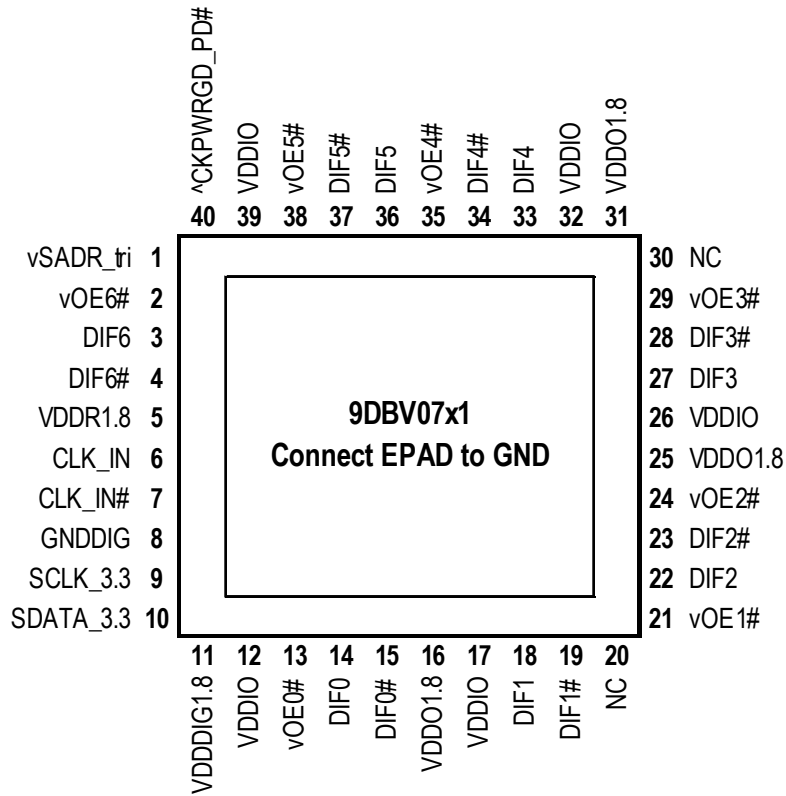 ^CKPWRGD_PD#
VDDIO
vOE5#
DIF5#
DIF5
vOE4#
DIF4#
DIF4
VDDIO
VDDO1.8
40 39 38 37 36 35 34 33 32 31
vSADR_tri 1
vOE6# 2
DIF6 3
DIF6# 4
VDDR1.8 5
CLK_IN 6
CLK_IN# 7
GNDDIG 8
SCLK_3.3 9
SDATA_3.3 10
9DBV07x1
Connect EPAD to GND
30 NC
29 vOE3#
28 DIF3#
27 DIF3
26 VDDIO
25 VDDO1.8
24 vOE2#
23 DIF2#
22 DIF2
21 vOE1#
11 12 13 14 15 16 17 18 19 20
VDDDIG1.8
VDDIO
vOE0#
DIF0
DIF0#
VDDO1.8
VDDIO
DIF1
DIF1#
NC